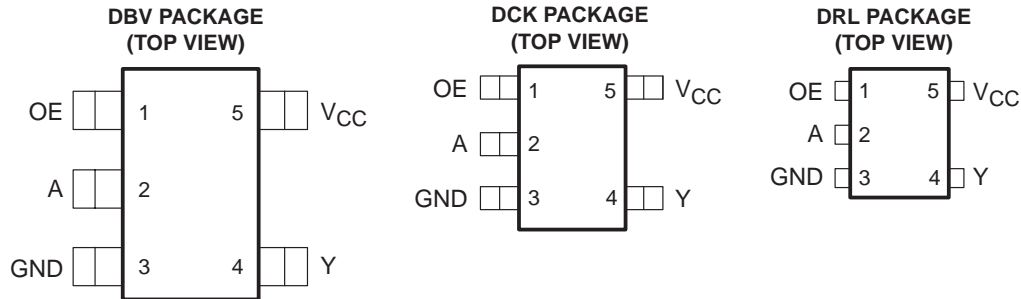 DBV PACKAGE
(TOP VIEW)
OE 1 5 VCC
A 2
GND 3 4 Y
DCK PACKAGE
(TOP VIEW)
OE 1 5 VCC
A 2
GND 3 4 Y
DRL PACKAGE
(TOP VIEW)
OE 1 5 VCC
A 2
GND 3 4 Y